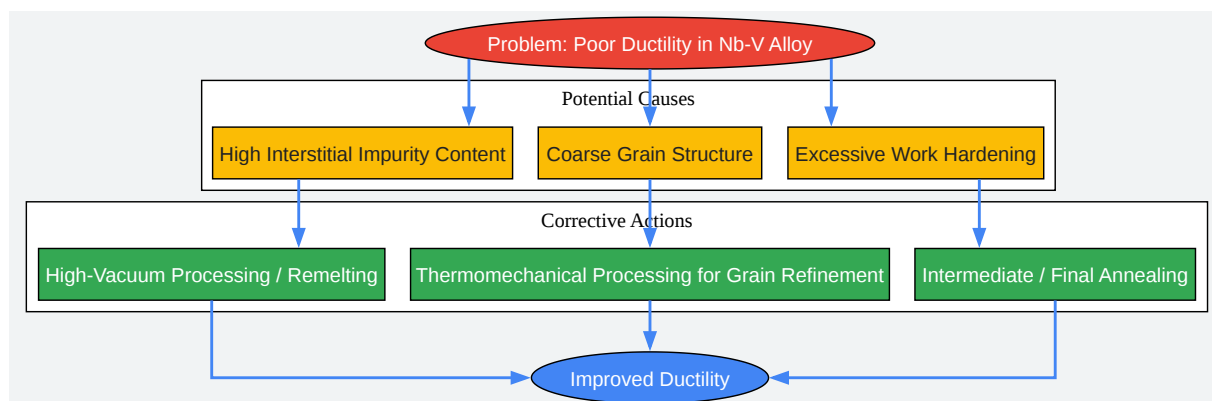 Problem: Poor Ductility in Nb-V Alloy
Potential Causes
High Interstitial Impurity Content
Coarse Grain Structure
Excessive Work Hardening
Corrective Actions
High-Vacuum Processing / Remelting
Thermomechanical Processing for Grain Refinement
Intermediate / Final Annealing
Improved Ductility